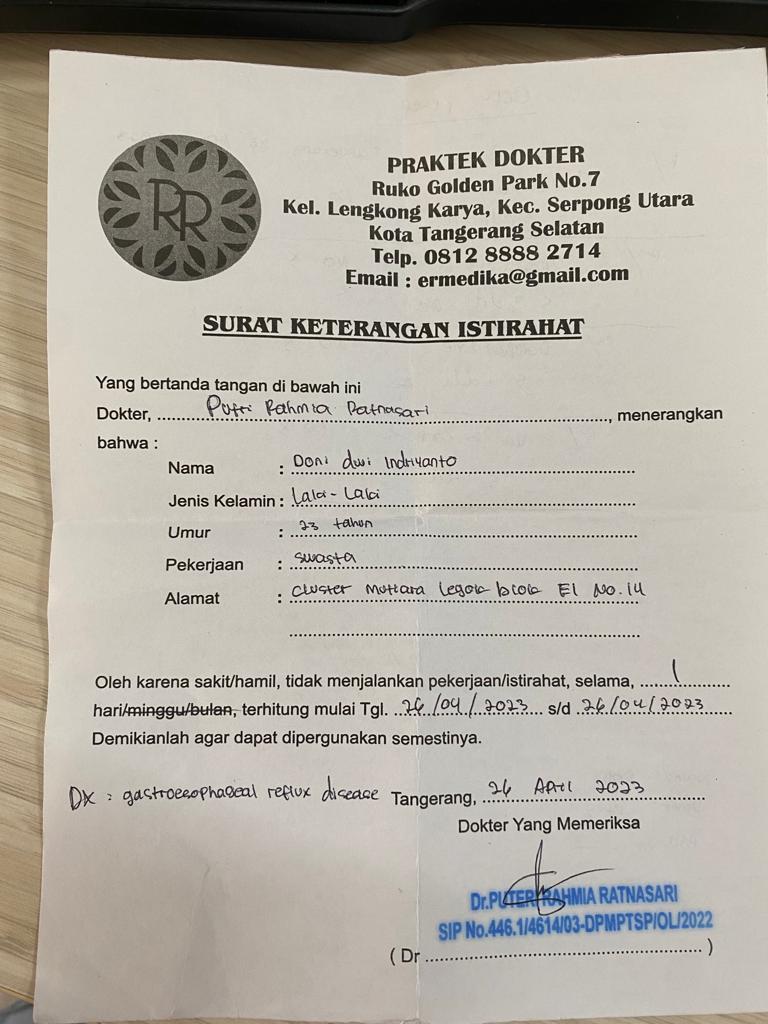 RR
PRAKTEK DOKTER
Ruko Golden Park No.7
Kel. Lengkong Karya, Kec. Serpong Utara
Kota Tangerang Selatan
Telp. 0812 8888 2714
Email : ermedika@gmail.com
SURAT KETERANGAN ISTIRAHAT
Yang bertanda tangan di bawah ini
Dokter, Putri Rahmia Ratnasari, menerangkan
bahwa :
Nama : Doni dwi Indriyanto
Jenis Kelamin : Laki-Laki
Umur : 23 tahun
Pekerjaan : swasta
Alamat : cluster Mutiara Legok blok E1 No.14
Oleh karena sakit/hamil, tidak menjalankan pekerjaan/istirahat, selama, 1
hari/minggu/bulan, terhitung mulai Tgl. 26/04/2023 s/d 26/04/2023
Demikianlah agar dapat dipergunakan semestinya.
DX : gastroesophageal reflux disease Tangerang, 26 April 2023
Dokter Yang Memeriksa
Dr.PUTERI RAHMIA RATNASARI
SIP No.446.1/4614/03-DPMPTSP/OL/2022
( Dr )